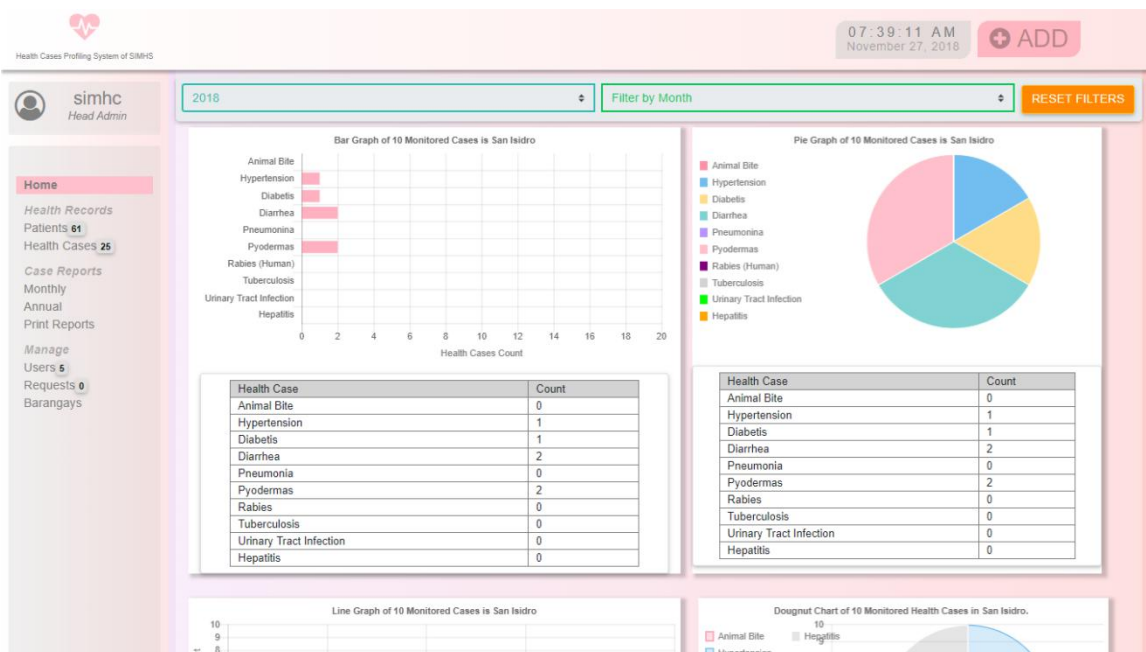 Health Cases Profiling System of SIMHS
07:39:11 AM
November 27, 2018
ADD
simhc
Head Admin
Home
Health Records
Patients 61
Health Cases 25
Case Reports
Monthly
Annual
Print Reports
Manage
Users 5
Requests 0
Barangays
2018
Filter by Month
RESET FILTERS
Bar Graph of 10 Monitored Cases is San Isidro
Animal Bite
Hypertension
Diabetis
Diarrhea
Pneumonina
Pyodermas
Rabies (Human)
Tuberculosis
Urinary Tract Infection
Hepatitis
0 2 4 6 8 10 12 14 16 18 20
Health Cases Count
Health Case Count
Animal Bite 0
Hypertension 1
Diabetis 1
Diarrhea 2
Pneumonia 0
Pyodermas 2
Rabies 0
Tuberculosis 0
Urinary Tract Infection 0
Hepatitis 0
Pie Graph of 10 Monitored Cases is San Isidro
Animal Bite
Hypertension
Diabetis
Diarrhea
Pneumonina
Pyodermas
Rabies (Human)
Tuberculosis
Urinary Tract Infection
Hepatitis
Health Case Count
Animal Bite 0
Hypertension 1
Diabetis 1
Diarrhea 2
Pneumonia 0
Pyodermas 2
Rabies 0
Tuberculosis 0
Urinary Tract Infection 0
Hepatitis 0
Line Graph of 10 Monitored Cases is San Isidro
10
9
8
Dougnut Chart of 10 Monitored Health Cases in San Isidro.
10
9
Animal Bite Hepatitis
Hypertension